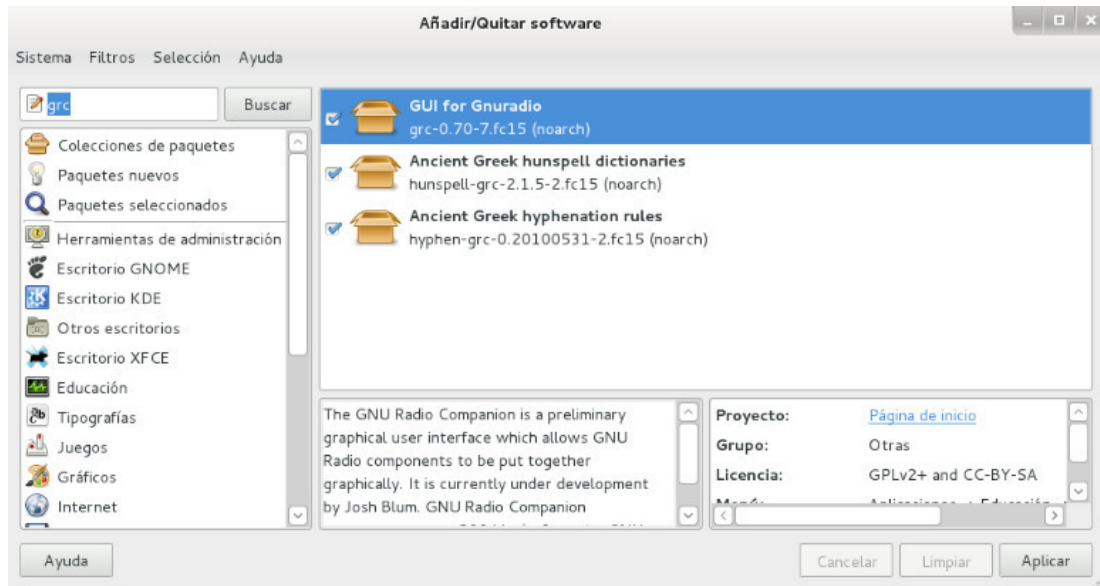 Añadir/Quitar software
Sistema Filtros Selección Ayuda
grc
Buscar
Colecciones de paquetes
Paquetes nuevos
Paquetes seleccionados
Herramientas de administración
Escritorio GNOME
Escritorio KDE
Otros escritorios
Escritorio XFCE
Educación
Tipografías
Juegos
Gráficos
Internet
GUI for Gnuradio
grc-0.70-7.fc15 (noarch)
Ancient Greek hunspell dictionaries
hunspell-grc-2.1.5-2.fc15 (noarch)
Ancient Greek hyphenation rules
hyphen-grc-0.20100531-2.fc15 (noarch)
The GNU Radio Companion is a preliminary
graphical user interface which allows GNU
Radio components to be put together
graphically. It is currently under development
by Josh Blum. GNU Radio Companion
Proyecto: Página de inicio
Grupo: Otras
Licencia: GPLv2+ and CC-BY-SA
Ayuda
Cancelar
Limpiar
Aplicar